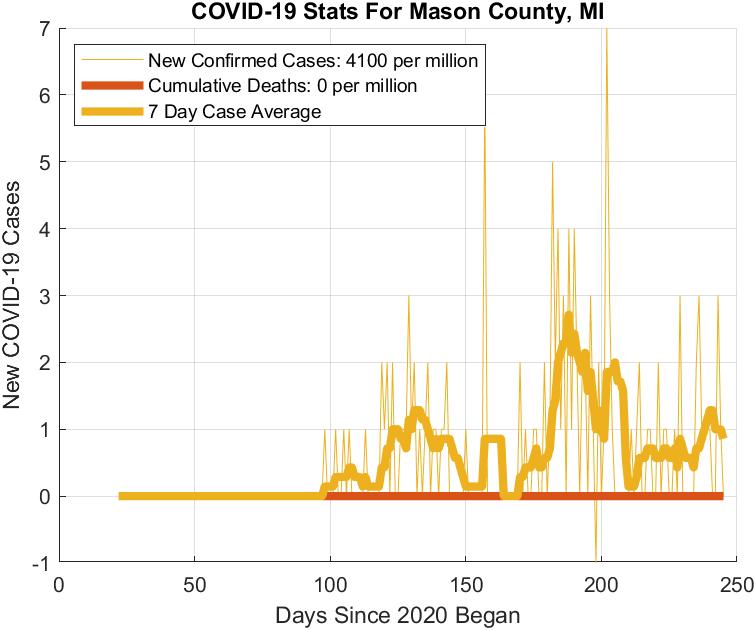 COVID-19 Stats For Mason County, MI
7
New Confirmed Cases: 4100 per million
Cumulative Deaths: 0 per million
7 Day Case Average
6
5
4
3
2
1
0
-1
New COVID-19 Cases
0 50 100 150 200 250
Days Since 2020 Began